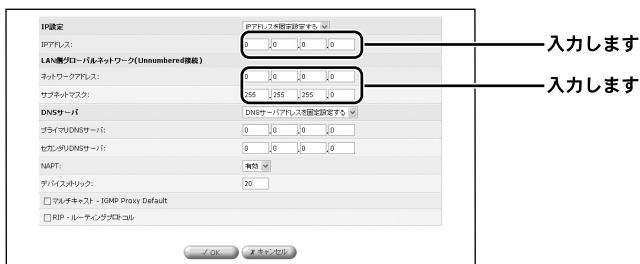 IP設定 IPアドレスを固定設定する
IPアドレス: 0 .0 .0 .0 入力します
LAN側グローバルネットワーク(Unnumbered接続)
ネットワークアドレス: 0 .0 .0 .0 入力します
サブネットマスク: 255 .255 .255 .0
DNSサーバ DNSサーバアドレスを固定設定する
プライマリDNSサーバ: 0 .0 .0 .0
セカンダリDNSサーバ: 0 .0 .0 .0
NAPT: 有効
デバイスメトリック: 20
マルチキャスト - IGMP Proxy Default
RIP - ルーティングプロトコル
✓ OK ✗ キャンセル